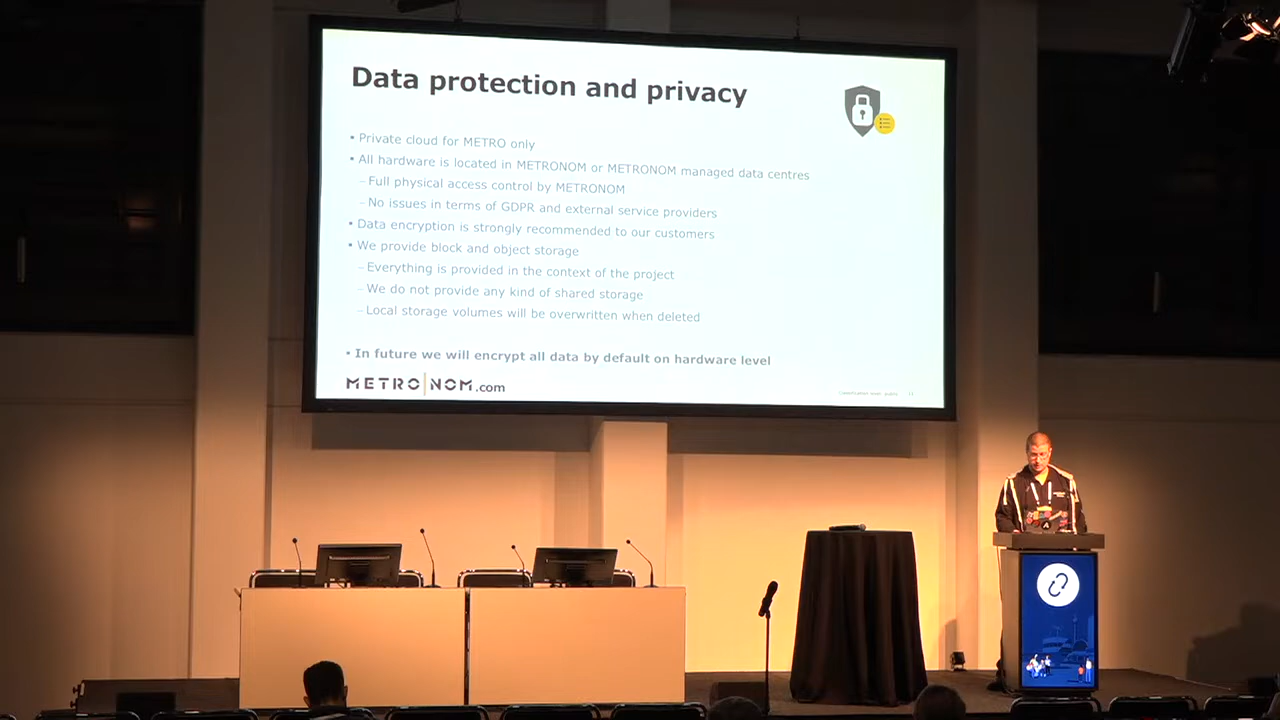 Data protection and privacy
▪ Private cloud for METRO only
▪ All hardware is located in METRONOM or METRONOM managed data centres
– Full physical access control by METRONOM
– No issues in terms of GDPR and external service providers
▪ Data encryption is strongly recommended to our customers
▪ We provide block and object storage
– Everything is provided in the context of the project
– We do not provide any kind of shared storage
– Local storage volumes will be overwritten when deleted
▪ In future we will encrypt all data by default on hardware level
METRO|NOM.com